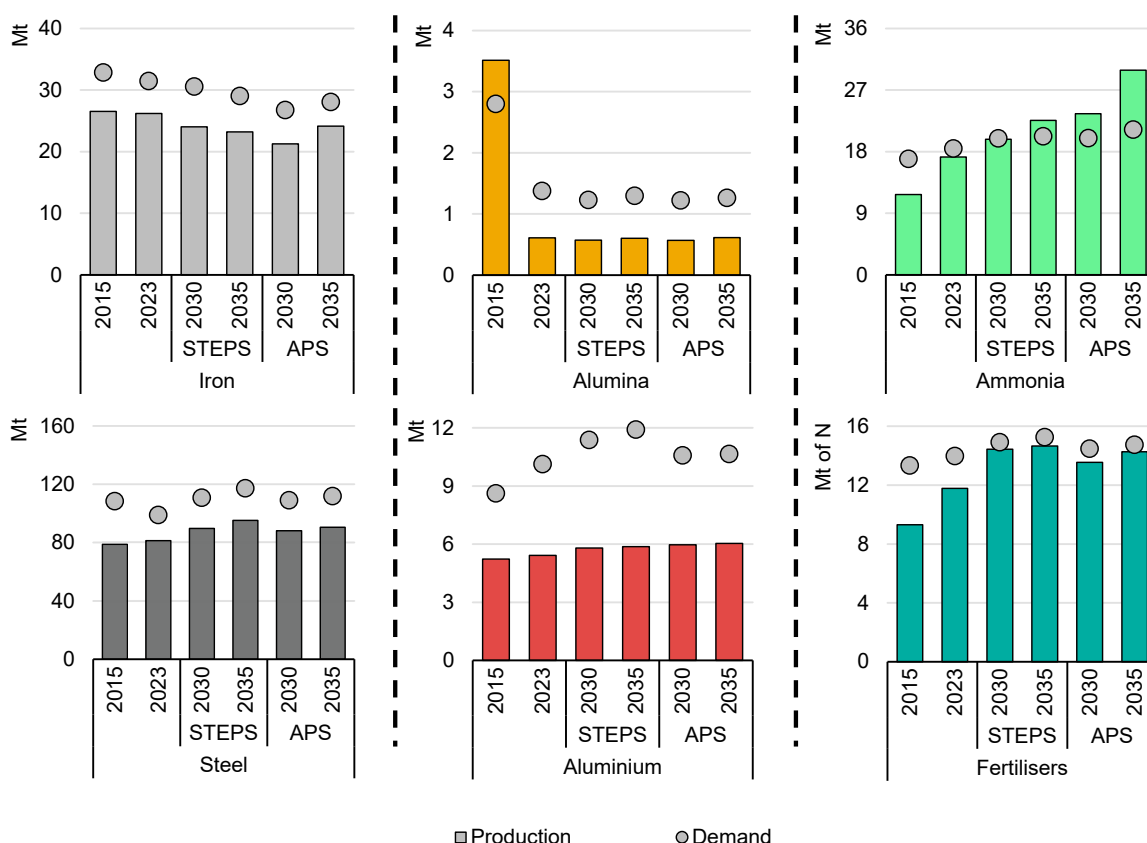 Mt
40
30
20
10
0
2015
2023
2030
2035
2030
2035
STEPS
APS
Iron
Mt
4
3
2
1
0
2015
2023
2030
2035
2030
2035
STEPS
APS
Alumina
Mt
36
27
18
9
0
2015
2023
2030
2035
2030
2035
STEPS
APS
Ammonia
Mt
160
120
80
40
0
2015
2023
2030
2035
2030
2035
STEPS
APS
Steel
Mt
12
9
6
3
0
2015
2023
2030
2035
2030
2035
STEPS
APS
Aluminium
Mt of N
16
12
8
4
0
2015
2023
2030
2035
2030
2035
STEPS
APS
Fertilisers
Production
Demand